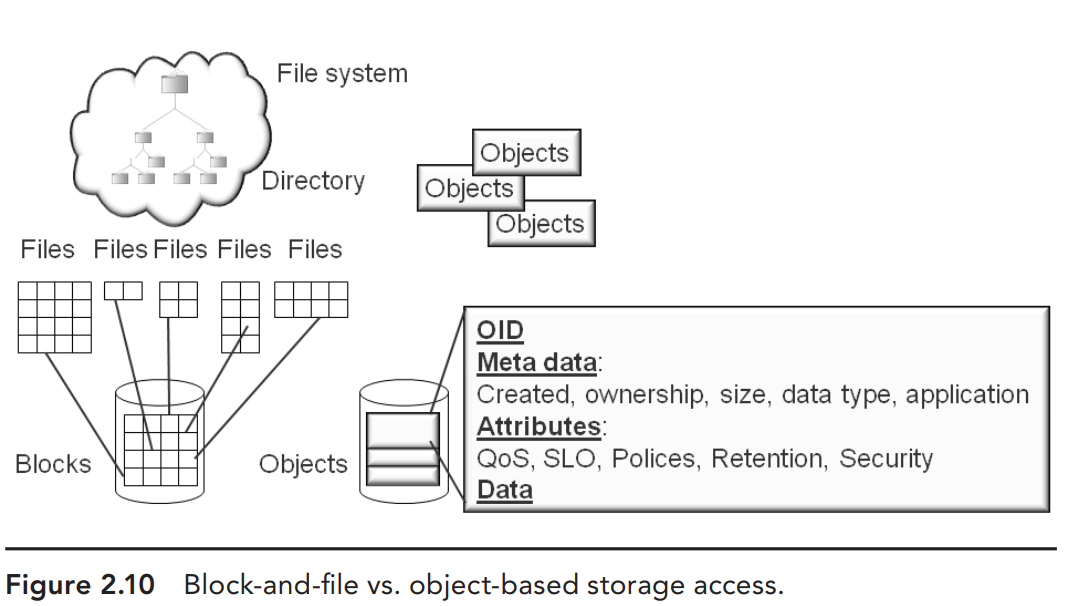 File system
Directory
Objects
Objects
Objects
Files Files Files Files Files
Blocks
Objects
OID
Meta data:
Created, ownership, size, data type, application
Attributes:
QoS, SLO, Polices, Retention, Security
Data
Figure 2.10 Block-and-file vs. object-based storage access.